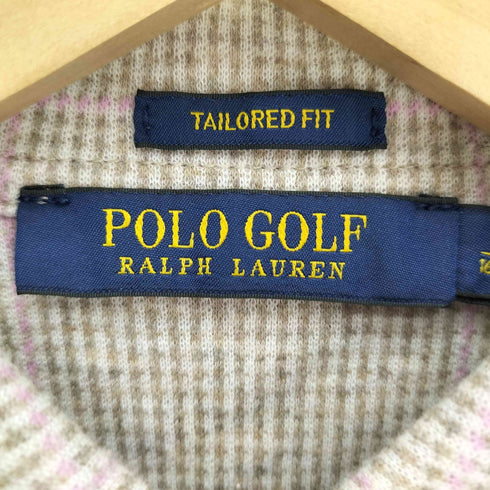 TAILORED FIT
POLO GOLF
RALPH LAUREN